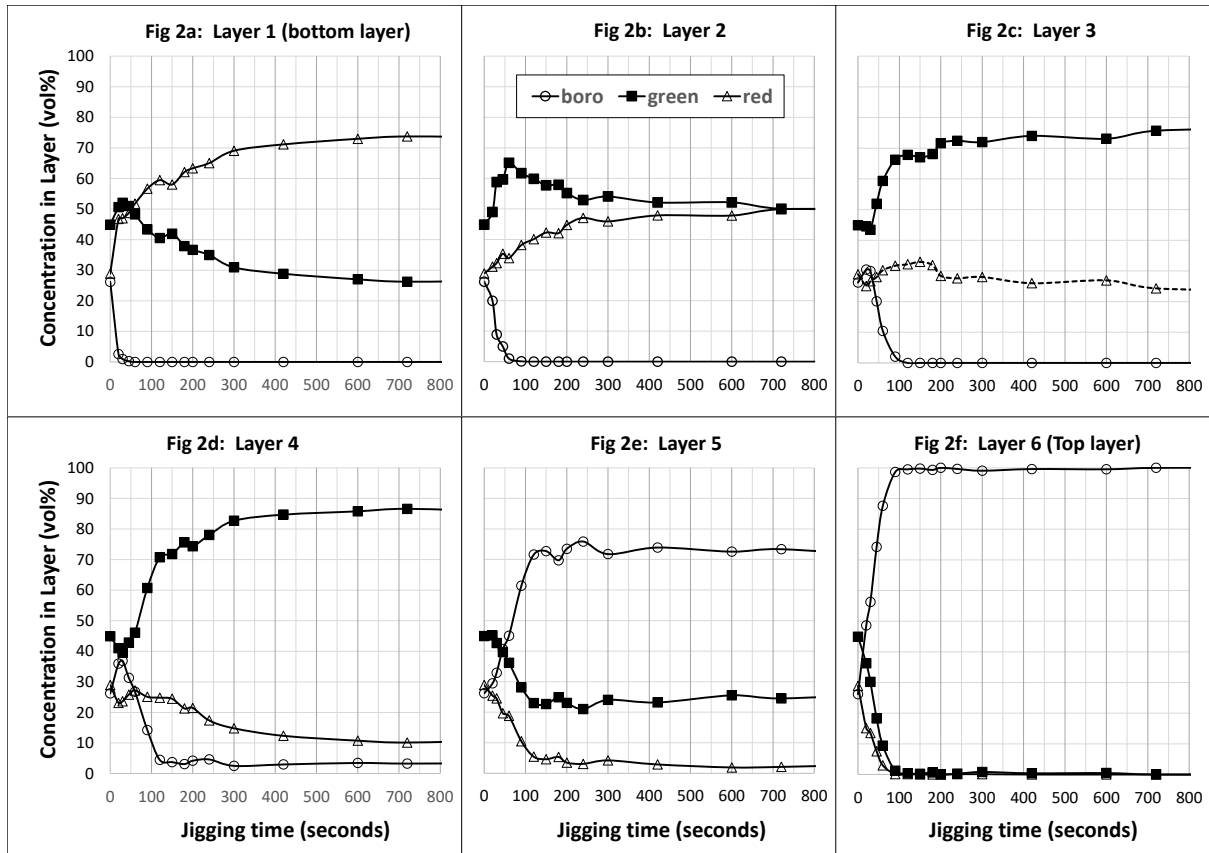 Fig 2a: Layer 1 (bottom layer)
Fig 2b: Layer 2
Fig 2c: Layer 3
boro green red
Concentration in Layer (vol%)
100
90
80
70
60
50
40
30
20
10
0
0 100 200 300 400 500 600 700 800
0 100 200 300 400 500 600 700 800
0 100 200 300 400 500 600 700 800
Fig 2d: Layer 4
Fig 2e: Layer 5
Fig 2f: Layer 6 (Top layer)
Concentration in Layer (vol%)
100
90
80
70
60
50
40
30
20
10
0
0 100 200 300 400 500 600 700 800
0 100 200 300 400 500 600 700 800
0 100 200 300 400 500 600 700 800
Jigging time (seconds)
Jigging time (seconds)
Jigging time (seconds)